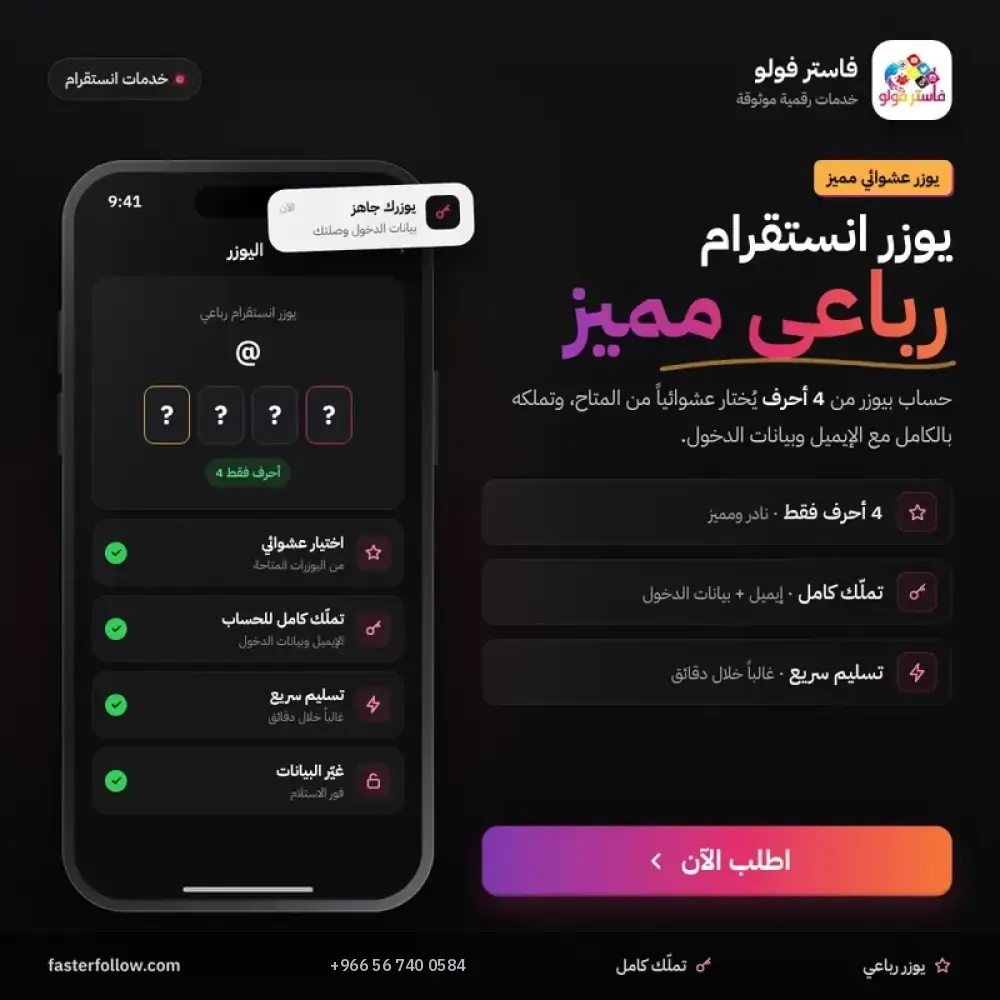 فاستر فولو
فاستر فولو
خدمات رقمية موثوقة
خدمات انستقرام
يوزر عشوائي مميز
يوزر انستقرام
رباعي مميز
حساب بيوزر من 4 أحرف يُختار عشوائياً من المتاح، وتملكه
بالكامل مع الإيميل وبيانات الدخول.
4 أحرف فقط · نادر ومميز
تملّك كامل · إيميل + بيانات الدخول
تسليم سريع · غالباً خلال دقائق
اطلب الآن
9:41
يوزرك جاهز
الآن
بيانات الدخول وصلتك
اليوزر
يوزر انستقرام رباعي
@
? ? ? ?
أحرف فقط 4
اختيار عشوائي
من اليوزرات المتاحة
تملّك كامل للحساب
الإيميل وبيانات الدخول
تسليم سريع
غالباً خلال دقائق
غيّر البيانات
فور الاستلام
يوزر رباعي
تملّك كامل
+966 56 740 0584
fasterfollow.com